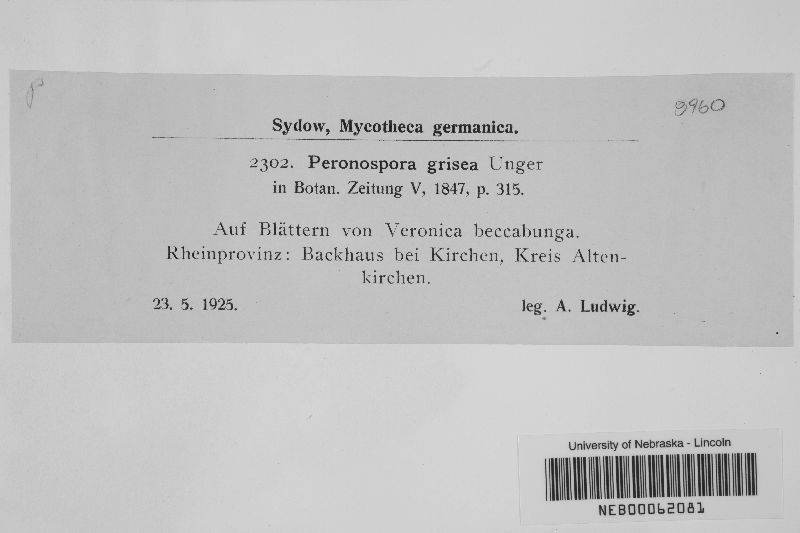 p
3960
Sydow, Mycotheca germanica.
2302. Peronospora grisea Unger
in Botan. Zeitung V, 1847, p. 315.
Auf Blättern von Veronica beccabunga.
Rheinprovinz: Backhaus bei Kirchen, Kreis Alten-
kirchen.
23. 5. 1925. leg. A. Ludwig.
University of Nebraska - Lincoln
NEB00062081